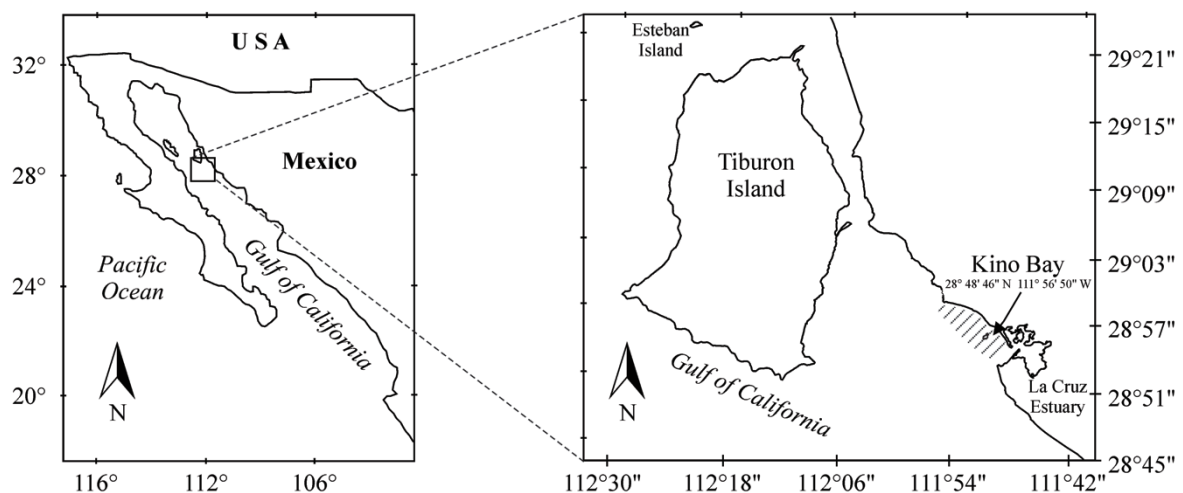 U S A
Mexico
Pacific
Ocean
Gulf of California
N
32°
28°
24°
20°
116°
112°
106°
Esteban
Island
Tiburon
Island
Kino Bay
28° 48' 46" N 111° 56' 50" W
La Cruz
Estuary
Gulf of California
N
29°21"
29°15"
29°09"
29°03"
28°57"
28°51"
28°45"
112°30"
112°18"
112°06"
111°54"
111°42"